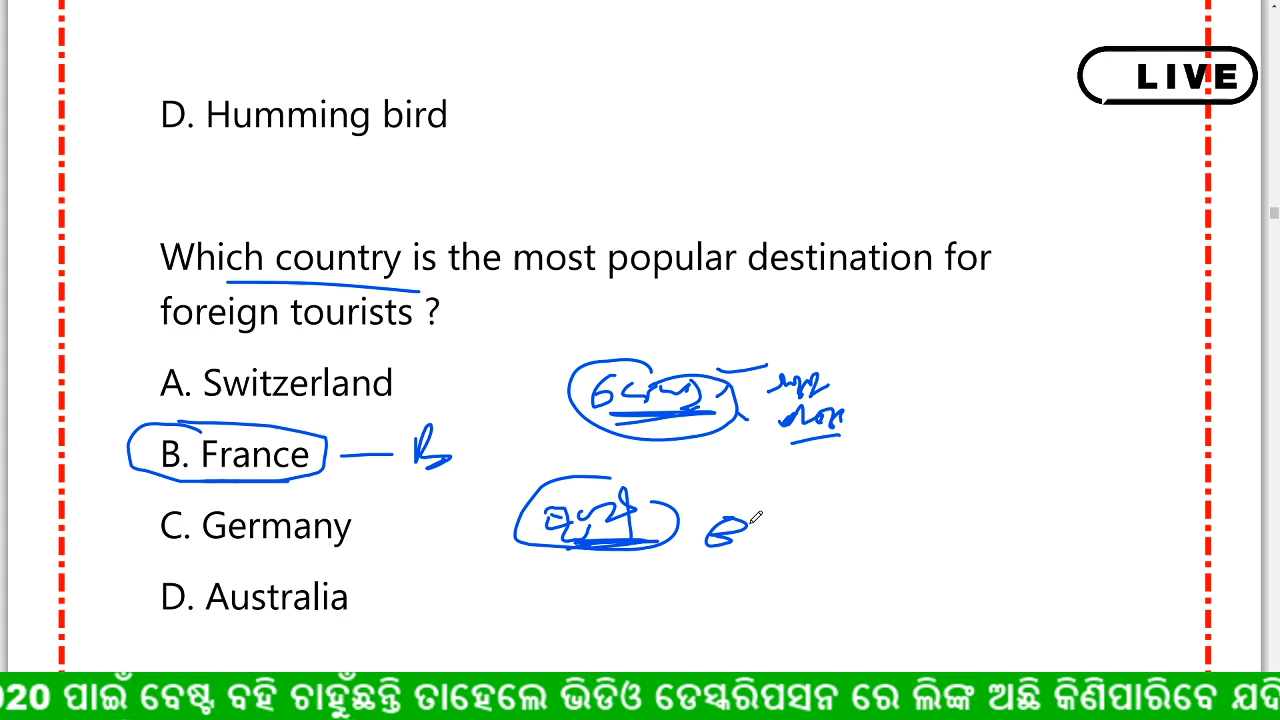 LIVE
D. Humming bird
Which country is the most popular destination for
foreign tourists ?
A. Switzerland
B. France
B
C. Germany
D. Australia
020 ପାଇଁ ବେଷ୍ଟ ବହି ଚାହୁଁଛନ୍ତି ତାହେଲେ ଭିଡିଓ ଡେସ୍କରିପସନ ରେ ଲିଙ୍କ ଅଛି କିଣିପାରିବେ ଯଦି